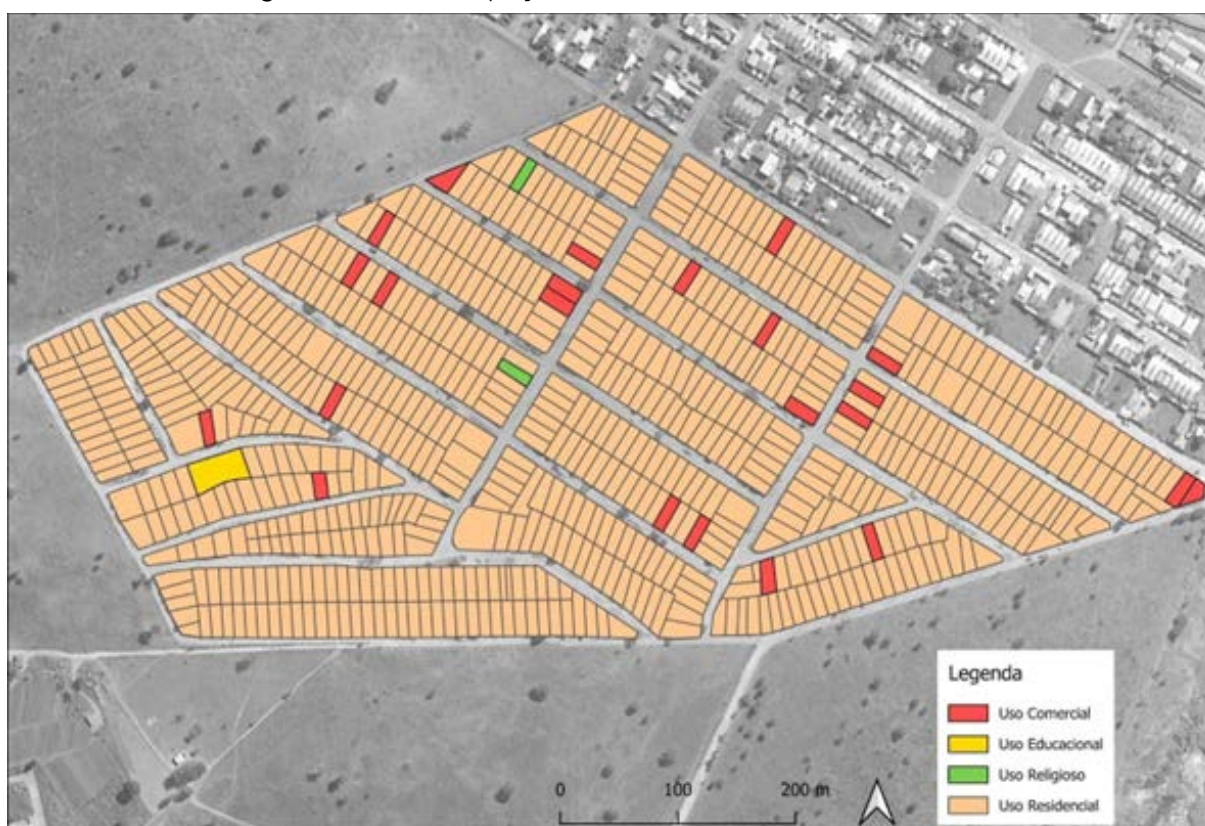 Legenda
Uso Comercial
Uso Educacional
Uso Religioso
Uso Residencial
0 100 200 m